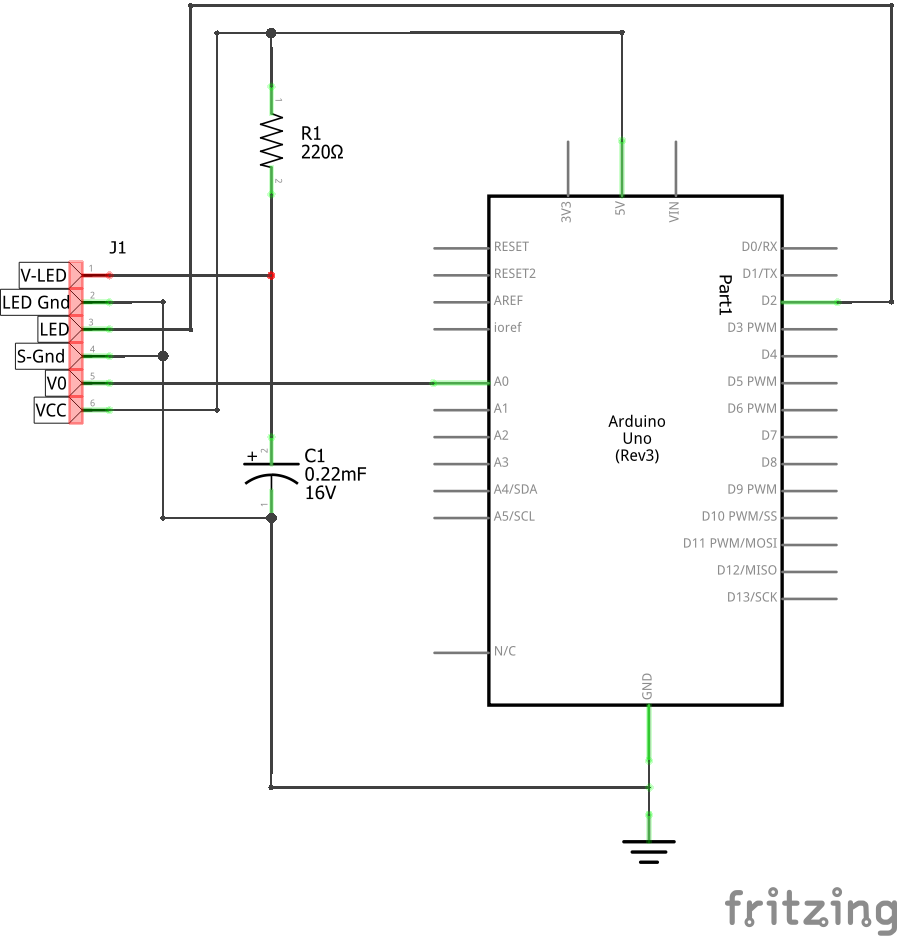 1
R1
220Ω
2
3V3
5V
VIN
J1
V-LED 1
LED Gnd 2
LED 3
S-Gnd 4
V0 5
VCC 6
RESET
RESET2
AREF
ioref
A0
A1
A2
A3
A4/SDA
A5/SCL
N/C
Part1
Arduino
Uno
(Rev3)
D0/RX
D1/TX
D2
D3 PWM
D4
D5 PWM
D6 PWM
D7
D8
D9 PWM
D10 PWM/SS
D11 PWM/MOSI
D12/MISO
D13/SCK
2
+
C1
0.22mF
16V
1
GND
fritzing